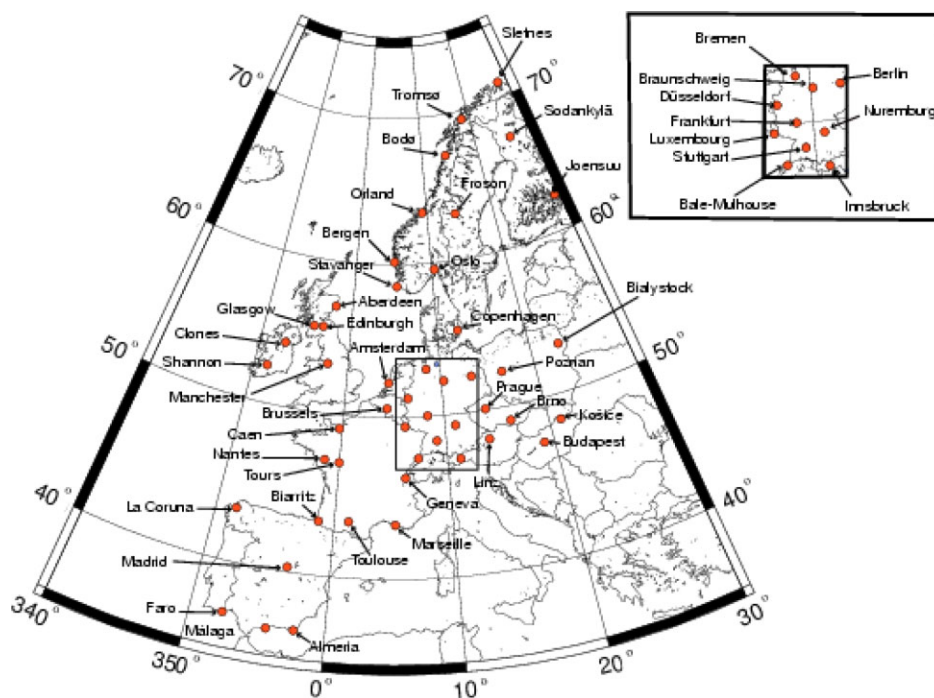 Sletnes
70°
70°
Tromsø
Sodankylä
Bodø
Joensuu
Orland
Froson
60°
60°
Bergen
Oslo
Stavanger
Aberdeen
Bialystock
Glasgow
Edinburgh
Copenhagen
Clones
50°
Amsterdam
50°
Shannon
Poznan
Manchester
Prague
Brussels
Brno
Košice
Caen
Budapest
Nantes
Tours
Linz
Geneva
40°
La Coruna
Biarritz
40°
Marseille
Toulouse
Madrid
340°
30°
Faro
Málaga
Almeria
350°
20°
0°
10°
Bremen
Braunschweig
Berlin
Düsseldorf
Frankfurt
Nuremburg
Luxembourg
Stuttgart
Bale-Mulhouse
Innsbruck